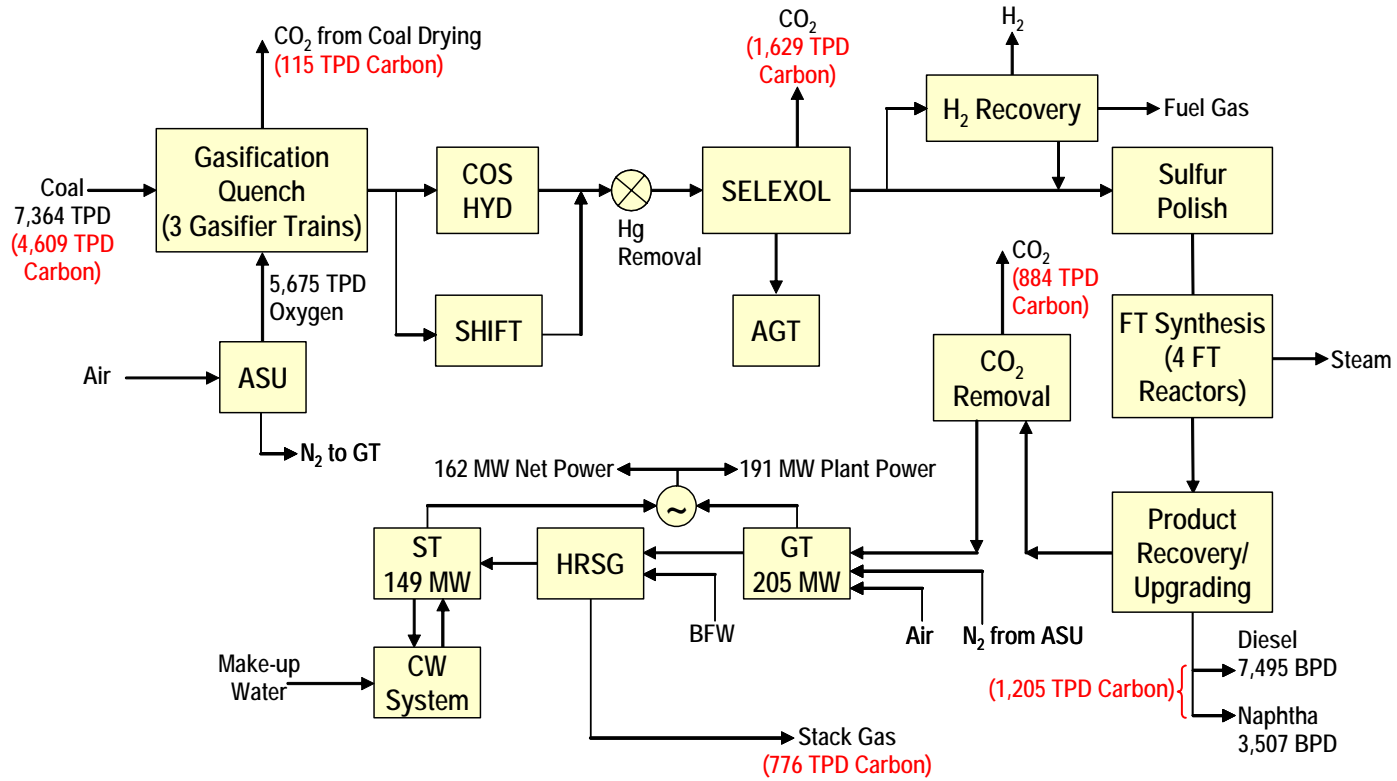 CO₂ from Coal Drying
(115 TPD Carbon)
CO₂
(1,629 TPD
Carbon)
H₂
H₂ Recovery
Fuel Gas
Coal
7,364 TPD
(4,609 TPD
Carbon)
Gasification
Quench
(3 Gasifier Trains)
COS
HYD
Hg
Removal
SELEXOL
Sulfur
Polish
5,675 TPD
Oxygen
SHIFT
AGT
CO₂
(884 TPD
Carbon)
Air
ASU
N₂ to GT
CO₂
Removal
FT Synthesis
(4 FT
Reactors)
Steam
162 MW Net Power
191 MW Plant Power
~
ST
149 MW
HRSG
GT
205 MW
Product
Recovery/
Upgrading
BFW
Air
N₂ from ASU
Make-up
Water
CW
System
Diesel
7,495 BPD
(1,205 TPD Carbon)
Naphtha
3,507 BPD
Stack Gas
(776 TPD Carbon)